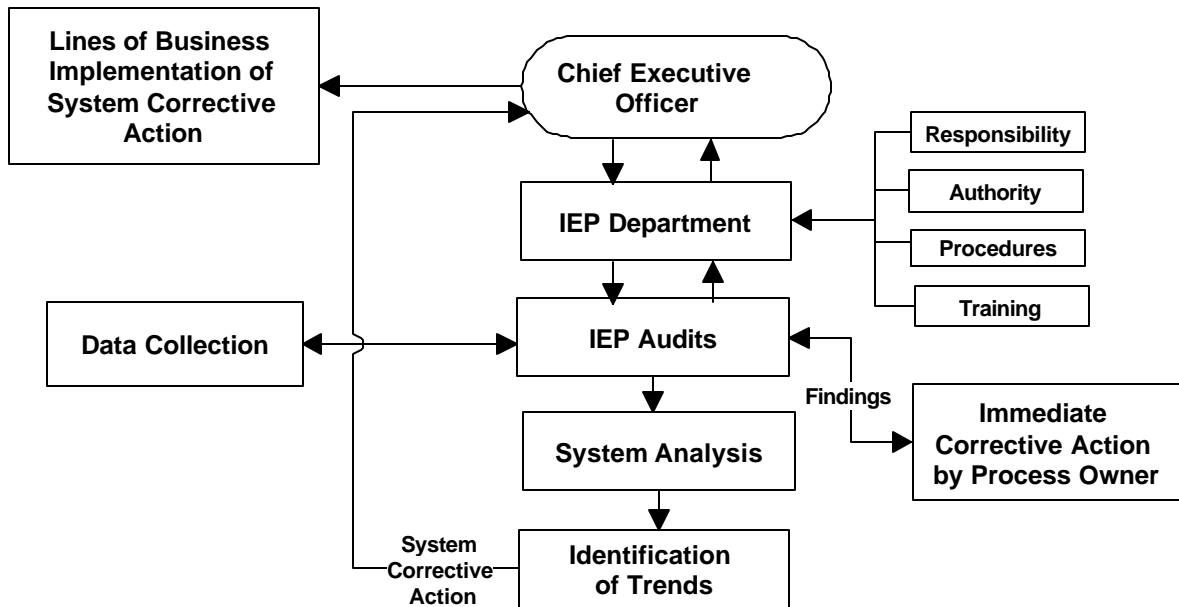 Lines of Business
Implementation of
System Corrective
Action
Chief Executive
Officer
Responsibility
Authority
IEP Department
Procedures
Training
Data Collection
IEP Audits
Findings
Immediate
Corrective Action
by Process Owner
System Analysis
System
Corrective
Action
Identification
of Trends